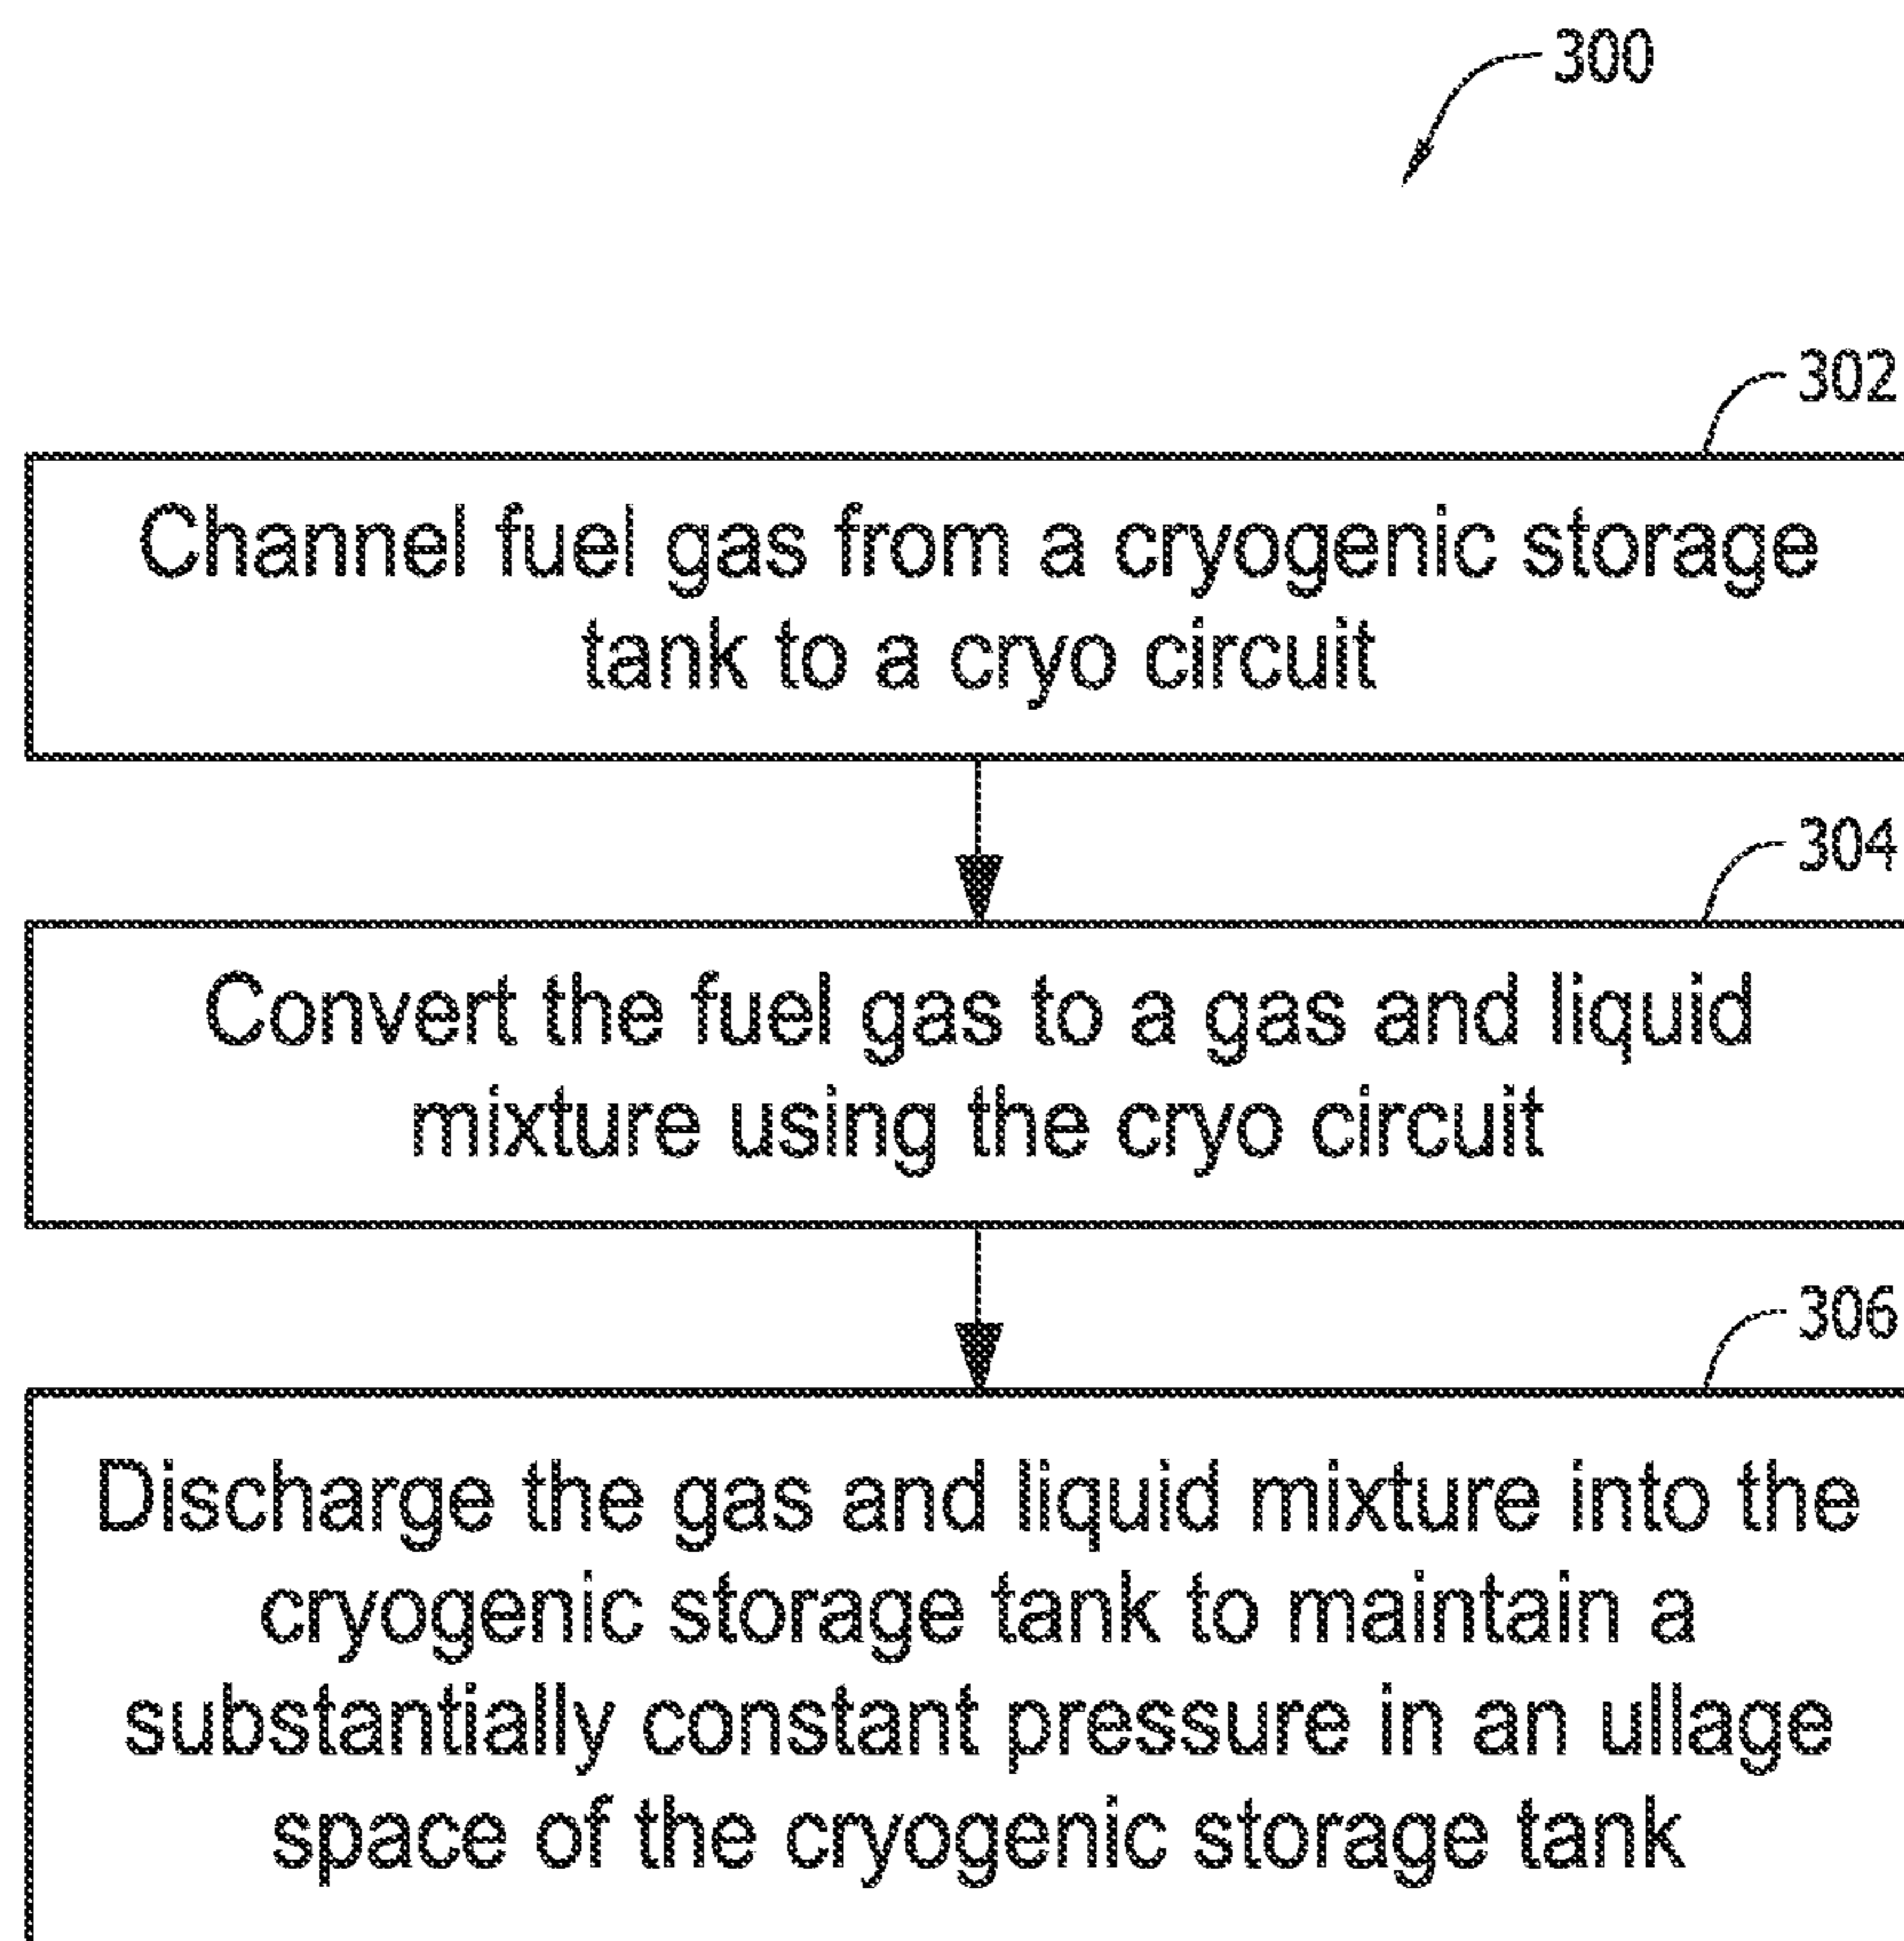 300
302
Channel fuel gas from a cryogenic storage
tank to a cryo circuit
304
Convert the fuel gas to a gas and liquid
mixture using the cryo circuit
306
Discharge the gas and liquid mixture into the
cryogenic storage tank to maintain a
substantially constant pressure in an ullage
space of the cryogenic storage tank